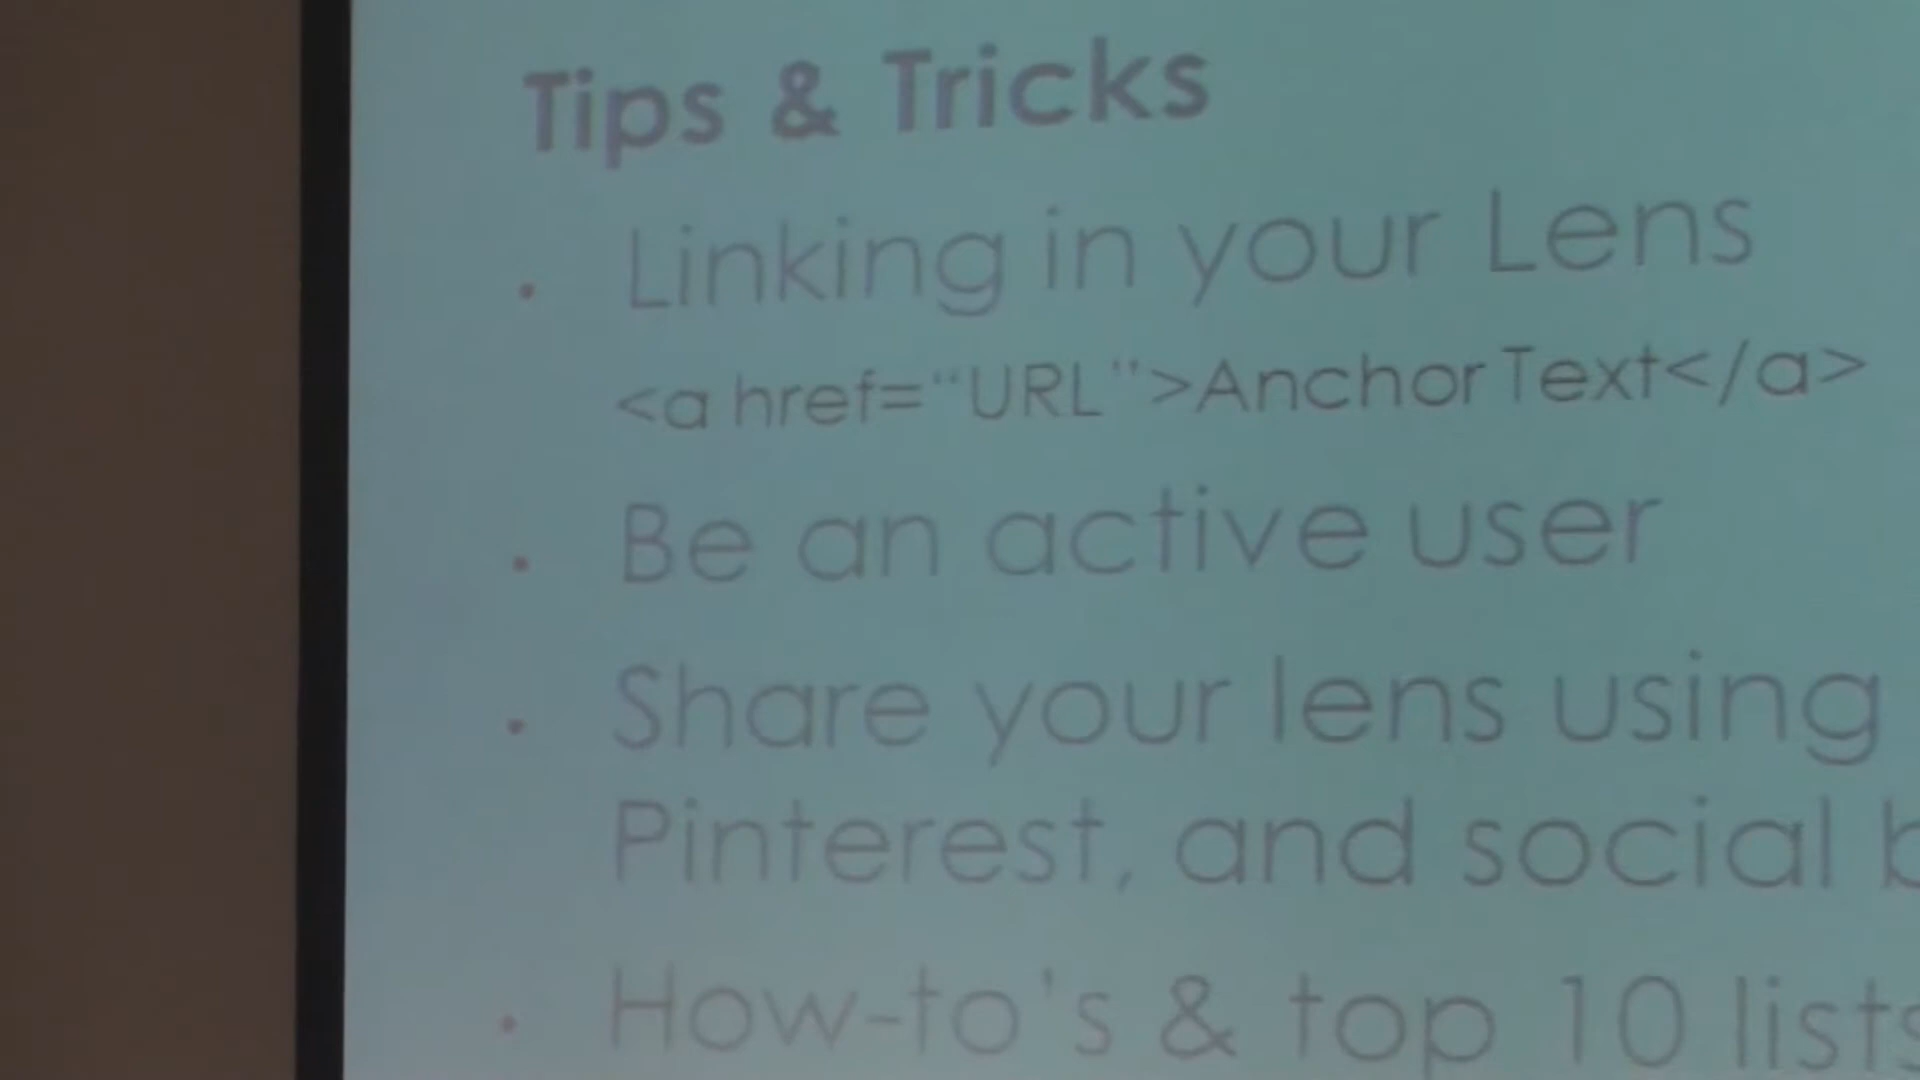 Tips & Tricks
• Linking in your Lens
<a href="URL">Anchor Text</a>
• Be an active user
• Share your lens using
Pinterest, and social
• How-to's & top 10 lists